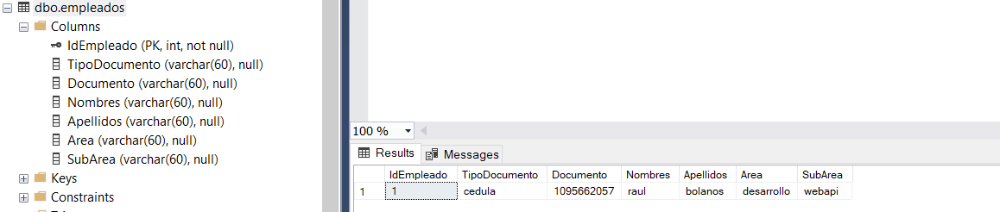 dbo.empleados
Columns
IdEmpleado (PK, int, not null)
TipoDocumento (varchar(60), null)
Documento (varchar(60), null)
Nombres (varchar(60), null)
Apellidos (varchar(60), null)
Area (varchar(60), null)
SubArea (varchar(60), null)
Keys
Constraints
100 %
Results Messages
IdEmpleado TipoDocumento Documento Nombres Apellidos Area SubArea
1 1 cedula 1095662057 raul bolanos desarrollo webapi